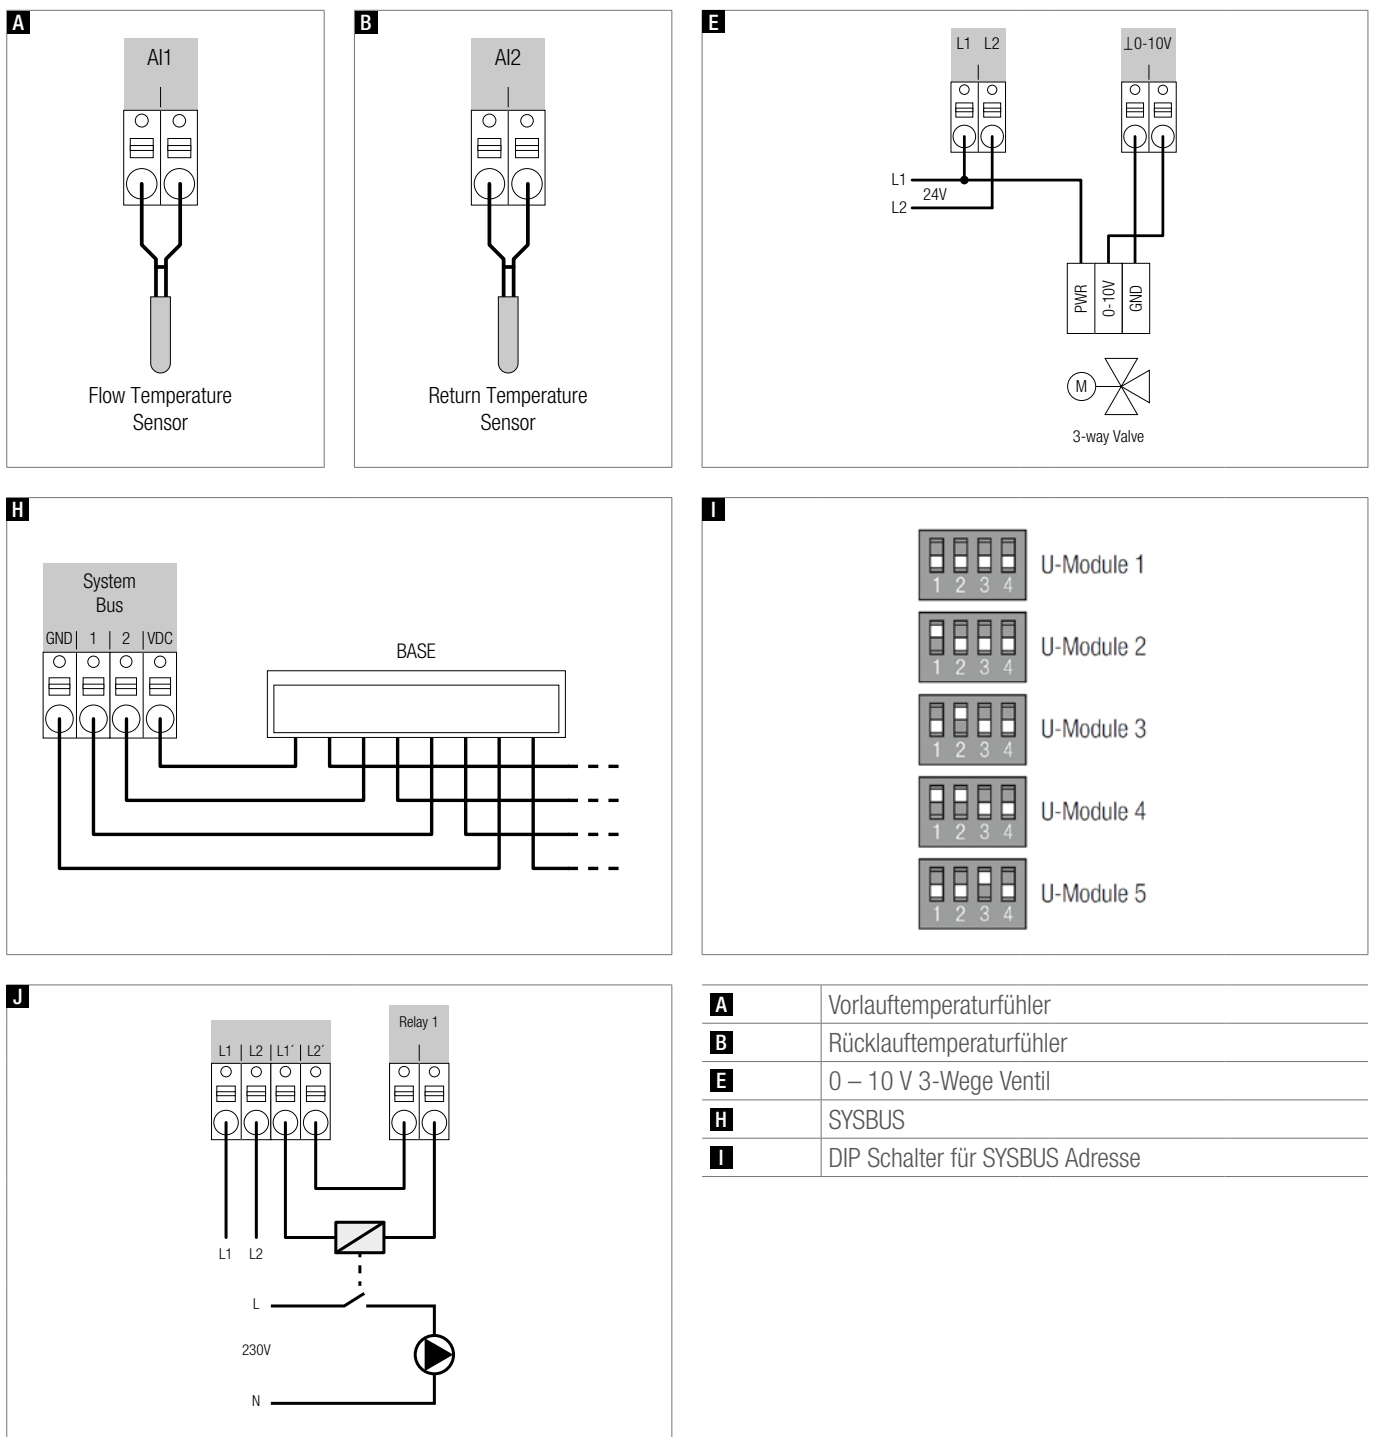 A
AI1
Flow Temperature
Sensor
B
AI2
Return Temperature
Sensor
E
L1 L2
⊥0-10V
L1
24V
L2
PWR
0-10V
GND
M
3-way Valve
H
System
Bus
GND | 1 | 2 | VDC
BASE
I
1 2 3 4
U-Module 1
1 2 3 4
U-Module 2
1 2 3 4
U-Module 3
1 2 3 4
U-Module 4
1 2 3 4
U-Module 5
J
L1 | L2 | L1´ | L2´
Relay 1
L1 L2
L
230V
N
A Vorlauftemperaturfühler
B Rücklauftemperaturfühler
E 0 – 10 V 3-Wege Ventil
H SYSBUS
I DIP Schalter für SYSBUS Adresse